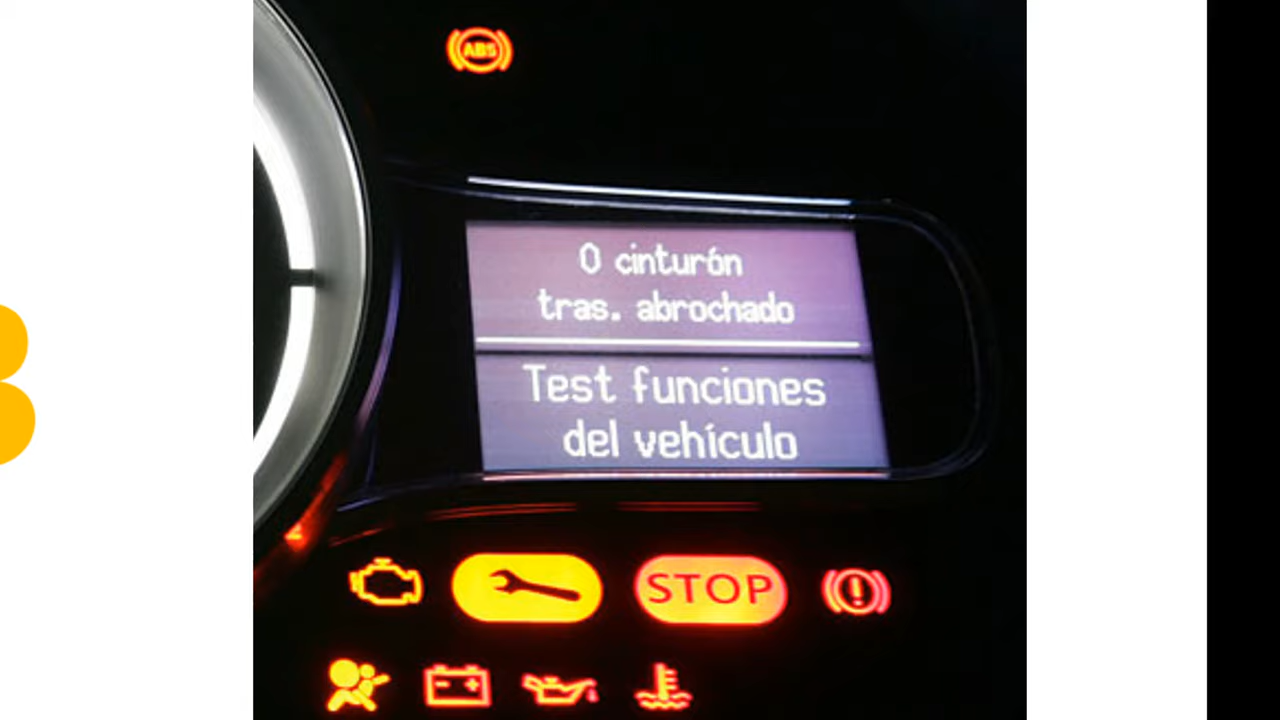 ABS
0 cinturón
tras. abrochado
Test funciones
del vehículo
STOP